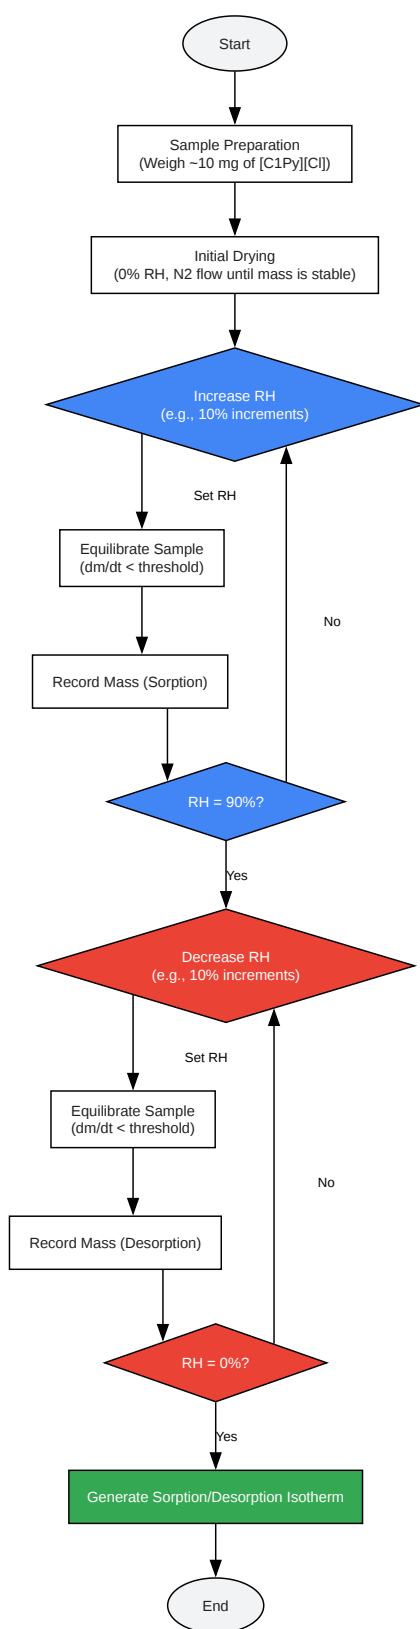 Start
Sample Preparation
(Weigh ~10 mg of [C1Py][Cl])
Initial Drying
(0% RH, N2 flow until mass is stable)
Increase RH
(e.g., 10% increments)
Set RH
Equilibrate Sample
(dm/dt < threshold)
No
Record Mass (Sorption)
RH = 90%?
Yes
Decrease RH
(e.g., 10% increments)
Set RH
Equilibrate Sample
(dm/dt < threshold)
No
Record Mass (Desorption)
RH = 0%?
Yes
Generate Sorption/Desorption Isotherm
End